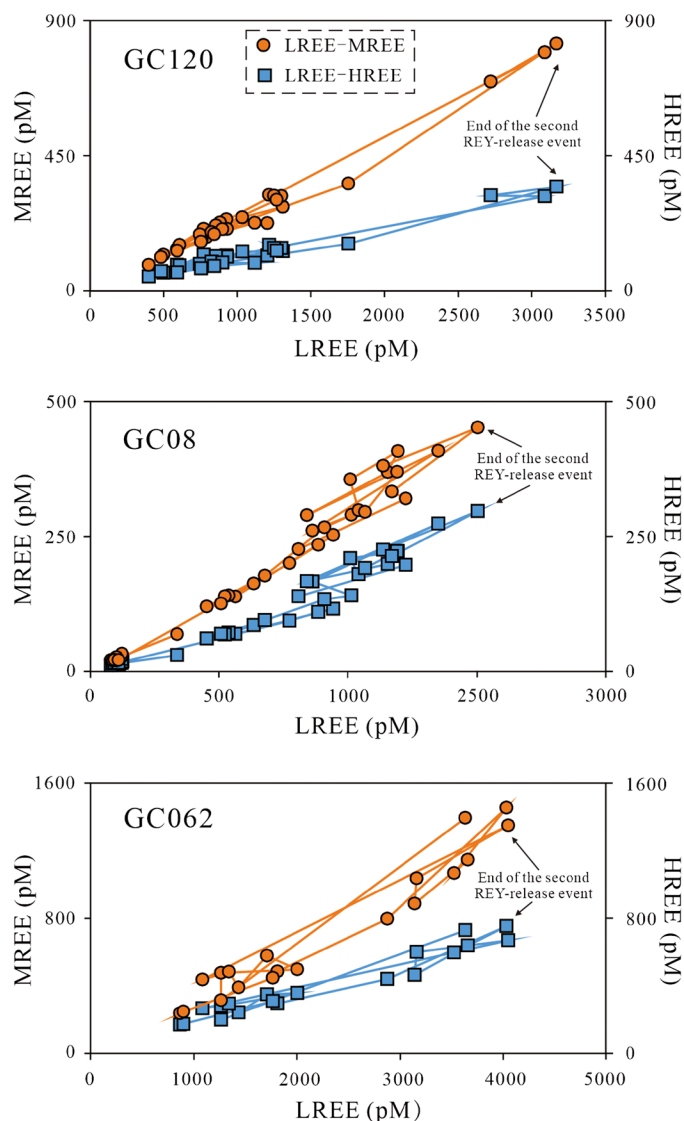 900
900
GC120
LREE-MREE
LREE-HREE
End of the second
REY-release event
MREE (pM)
450
450
HREE (pM)
0
0
0
500
1000
1500
2000
2500
3000
3500
LREE (pM)
500
500
GC08
End of the second
REY-release event
MREE (pM)
250
250
HREE (pM)
0
0
0
500
1000
2500
3000
LREE (pM)
1600
1600
GC062
End of the second
REY-release event
MREE (pM)
800
800
HREE (pM)
0
0
0
1000
2000
3000
4000
5000
LREE (pM)